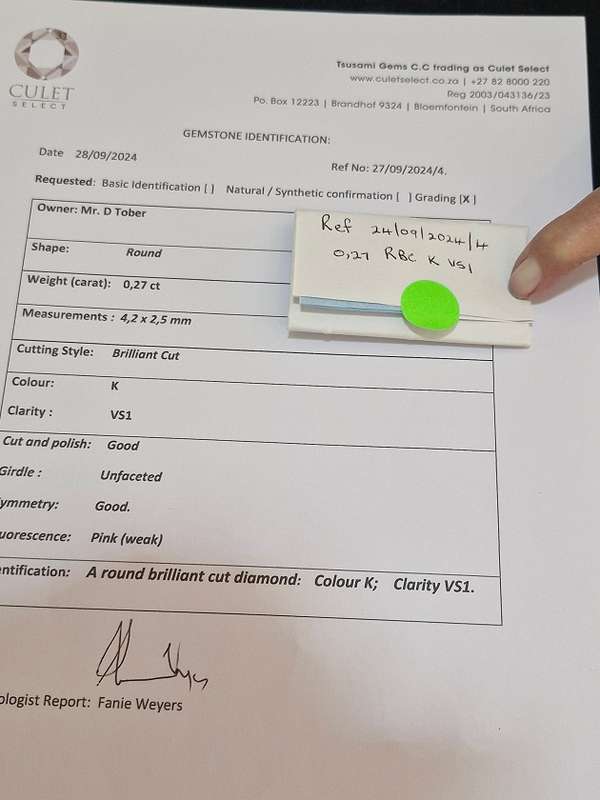 CULET
SELECT
Tsusami Gems C.C trading as Culet Select
www.culetselect.co.za | +27 82 8000 220
Reg 2003/043136/23
Po. Box 12223 | Brandhof 9324 | Bloemfontein | South Africa
GEMSTONE IDENTIFICATION:
Date 28/09/2024
Ref No: 27/09/2024/4.
Requested: Basic Identification [ ] Natural / Synthetic confirmation [ ] Grading [X]
Owner: Mr. D Tober
Ref 24/09/2024/4
0,27 RBC K VS1
Shape: Round
Weight (carat): 0,27 ct
Measurements : 4,2 x 2,5 mm
Cutting Style: Brilliant Cut
Colour: K
Clarity : VS1
Cut and polish: Good
Girdle : Unfaceted
ymmetry: Good.
uorescence: Pink (weak)
entification: A round brilliant cut diamond: Colour K; Clarity VS1.
ologist Report: Fanie Weyers